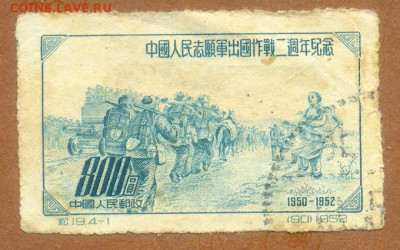 COINS.LAVE.RU
中國人民志願軍出國作戰二週年紀念
800圓
1950-1952
中國人民郵政
紀19.4-1
(90)1952